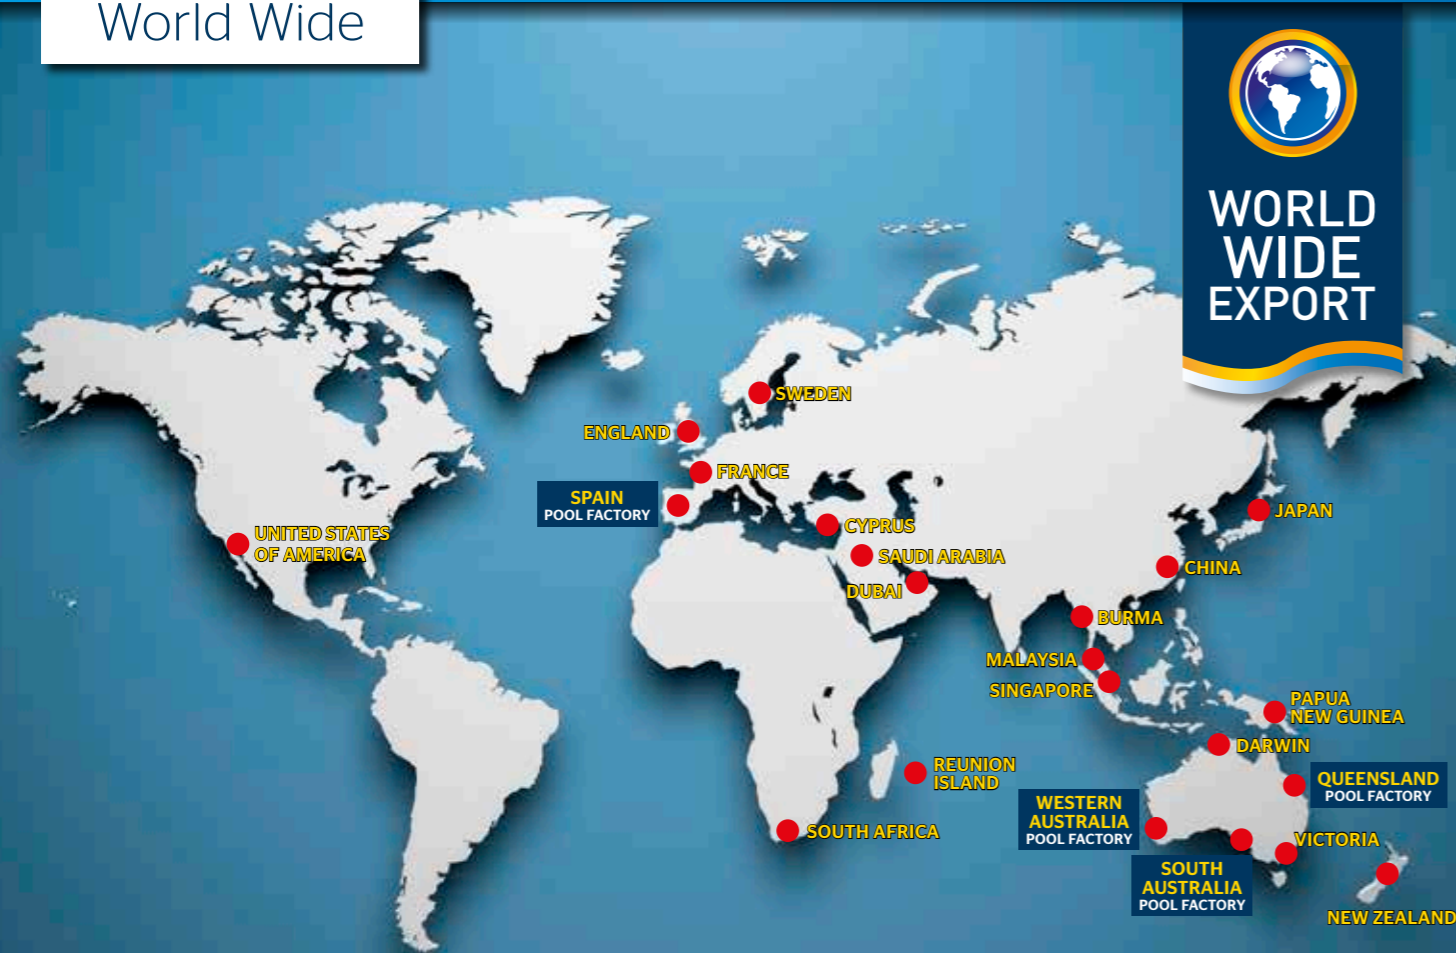 World Wide
WORLD
WIDE
EXPORT
SWEDEN
ENGLAND
FRANCE
SPAIN
POOL FACTORY
CYPRUS
JAPAN
UNITED STATES
OF AMERICA
SAUDI ARABIA
CHINA
DUBAI
BURMA
MALAYSIA
SINGAPORE
PAPUA
NEW GUINEA
DARWIN
REUNION
ISLAND
QUEENSLAND
POOL FACTORY
WESTERN
AUSTRALIA
POOL FACTORY
SOUTH AFRICA
VICTORIA
SOUTH
AUSTRALIA
POOL FACTORY
NEW ZEALAND